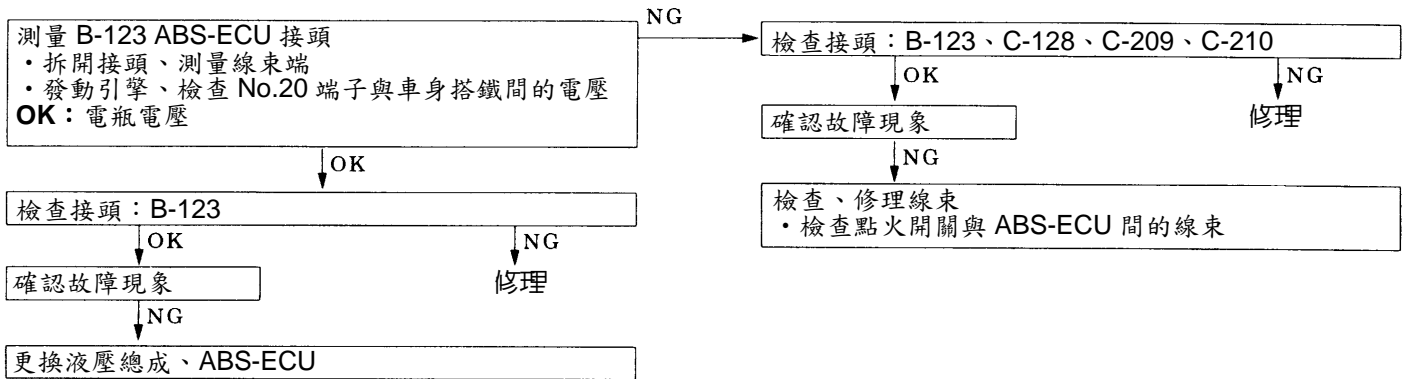 測量 B-123 ABS-ECU 接頭
・拆開接頭、測量線束端
・發動引擎、檢查 No.20 端子與車身搭鐵間的電壓
OK：電瓶電壓
NG
檢查接頭：B-123、C-128、C-209、C-210
OK
NG
確認故障現象
修理
NG
檢查、修理線束
・檢查點火開關與 ABS-ECU 間的線束
OK
檢查接頭：B-123
OK
NG
確認故障現象
修理
NG
更換液壓總成、ABS-ECU